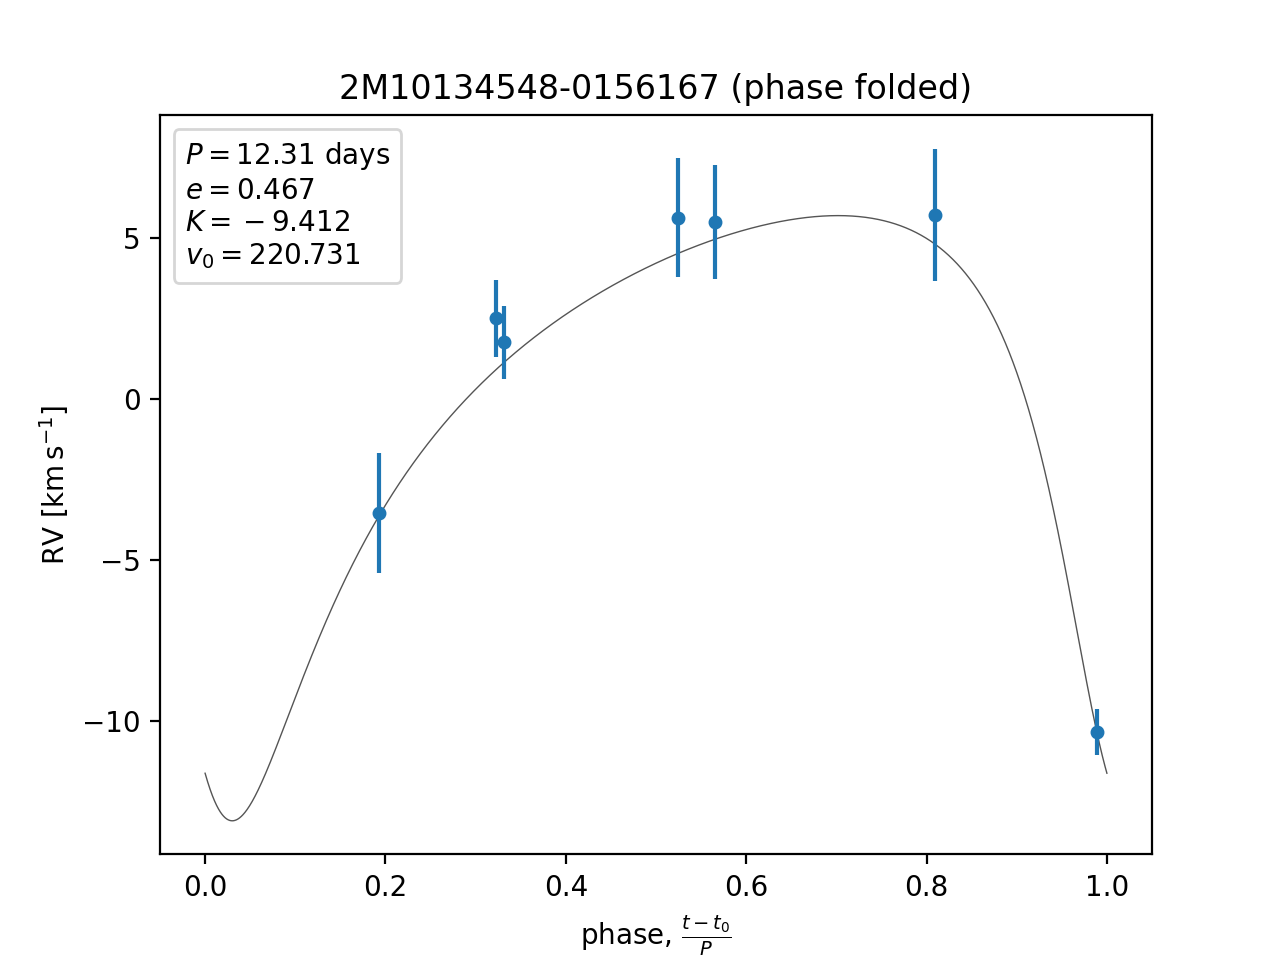 2M10134548-0156167 (phase folded)
P = 12.31 days
e = 0.467
K = −9.412
v₀ = 220.731
RV [km s⁻¹]
5
0
−5
−10
0.0 0.2 0.4 0.6 0.8 1.0
phase, (t − t₀)/P